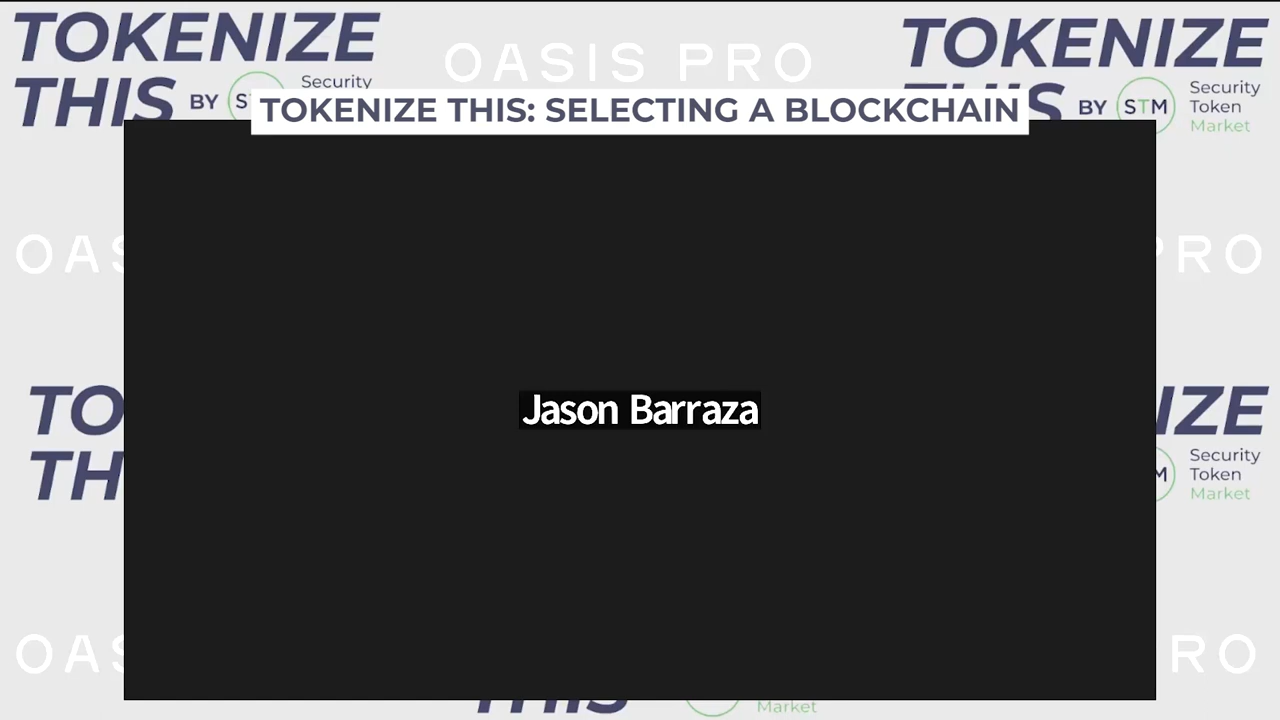 TOKENIZE
THIS BY S
Security
OASIS PRO
TOKENIZE
S BY STM
Security
Token
Market
TOKENIZE THIS: SELECTING A BLOCKCHAIN
OAS
PRO
Jason Barraza
TO
TH
IZE
M
Security
Token
Market
OAS
RO
THIS
Market